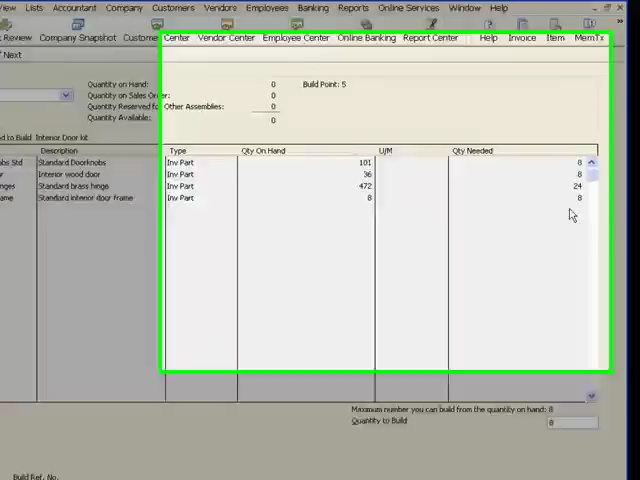 View Lists Accountant Company Customers Vendors Employees Banking Reports Online Services Window Help
Review Company Snapshot Customer Center Vendor Center Employee Center Online Banking Report Center Help Invoice Item MemTx
Next
Quantity on Hand: 0 Build Point: 5
Quantity on Sales Order: 0
Quantity Reserved for Other Assemblies: 0
Quantity Available: 0
d to Build Interior Door kit
Description Type Qty On Hand U/M Qty Needed
bs Std Standard Doorknobs Inv Part 101 8
r Interior wood door Inv Part 36 8
nges Standard brass hinge Inv Part 472 24
ame Standard interior door frame Inv Part 8 8
Maximum number you can build from the quantity on hand: 8
Quantity to Build 8
Build Ref. No.